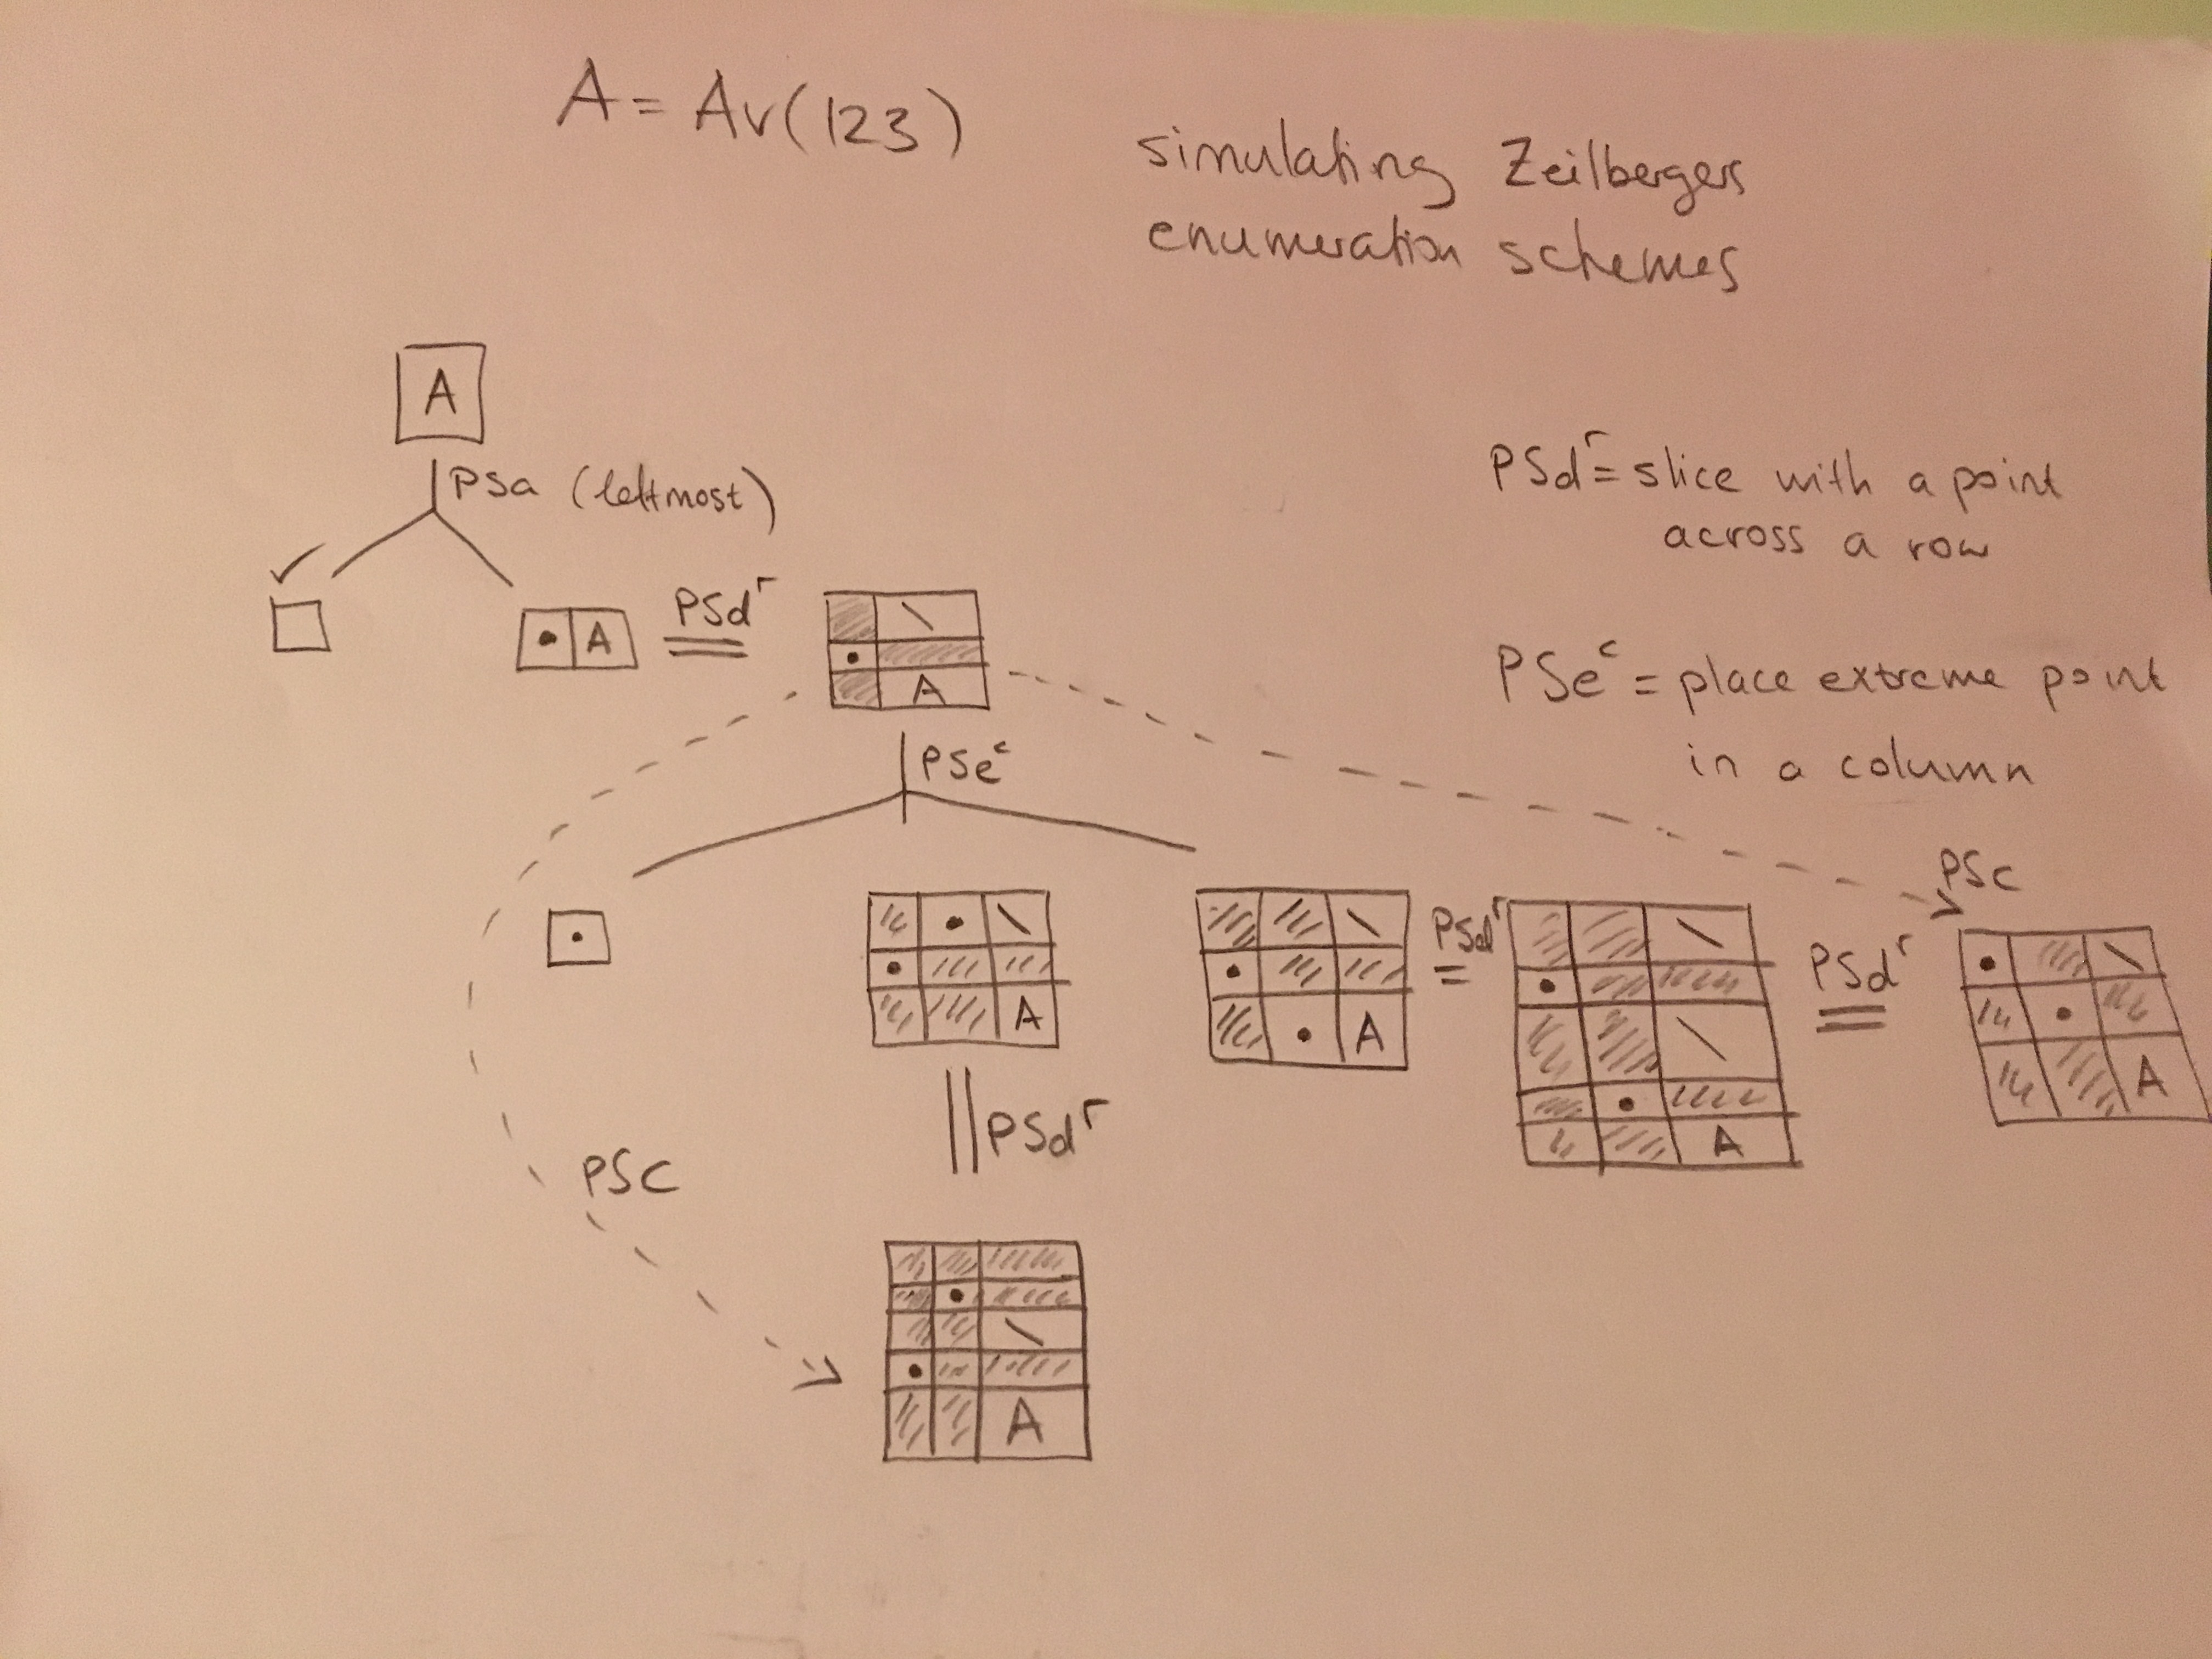 A = Av(123)
simulating Zeilbergers
enumeration schemes
A
PSa (leftmost)
PSd^r = slice with a point
across a row
A
PSd^r
A
PSe^c = place extreme point
in a column
PSe^c
PSc
A
A
PSd^r
A
PSd^r
A
PSd^r
PSc
A